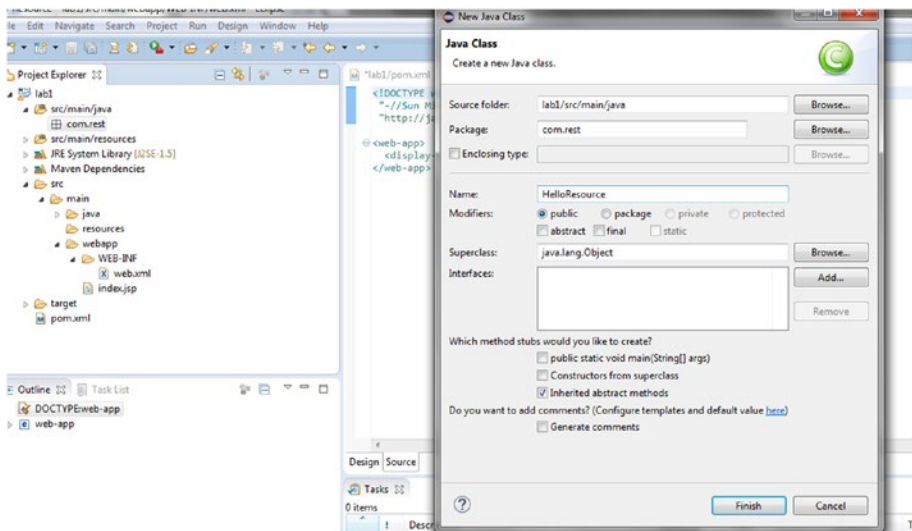 Edit Navigate Search Project Run Design Window Help
Project Explorer
lab1
src/main/java
com.rest
src/main/resources
JRE System Library [J2SE-1.5]
Maven Dependencies
src
main
java
resources
webapp
WEB-INF
web.xml
index.jsp
target
pom.xml
Outline Task List
DOCTYPE:web-app
web-app
*lab1/pom.xml
<!DOCTYPE
"-//Sun
<web-app>
</web-app>
Design Source
Tasks
0 items
!
New Java Class
Java Class
Create a new Java class.
Source folder: lab1/src/main/java Browse...
Package: com.rest Browse...
Enclosing type: Browse...
Name: HelloResource
Modifiers: public package private protected
abstract final static
Superclass: java.lang.Object Browse...
Interfaces: Add...
Remove
Which method stubs would you like to create?
public static void main(String[] args)
Constructors from superclass
Inherited abstract methods
Do you want to add comments? (Configure templates and default value here)
Generate comments
? Finish Cancel